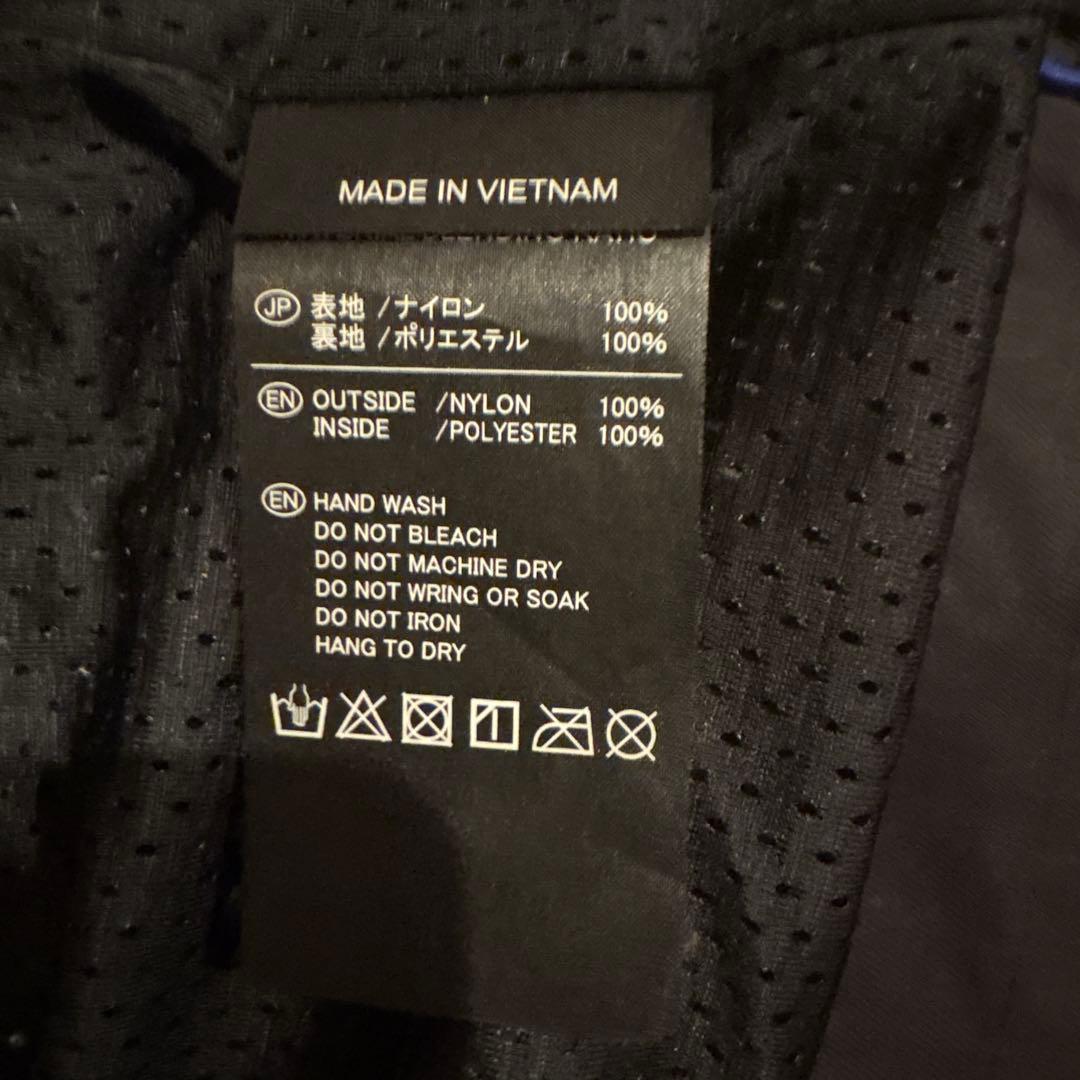 MADE IN VIETNAM
JP 表地 /ナイロン 100%
裏地 /ポリエステル 100%
EN OUTSIDE /NYLON 100%
INSIDE /POLYESTER 100%
EN HAND WASH
DO NOT BLEACH
DO NOT MACHINE DRY
DO NOT WRING OR SOAK
DO NOT IRON
HANG TO DRY